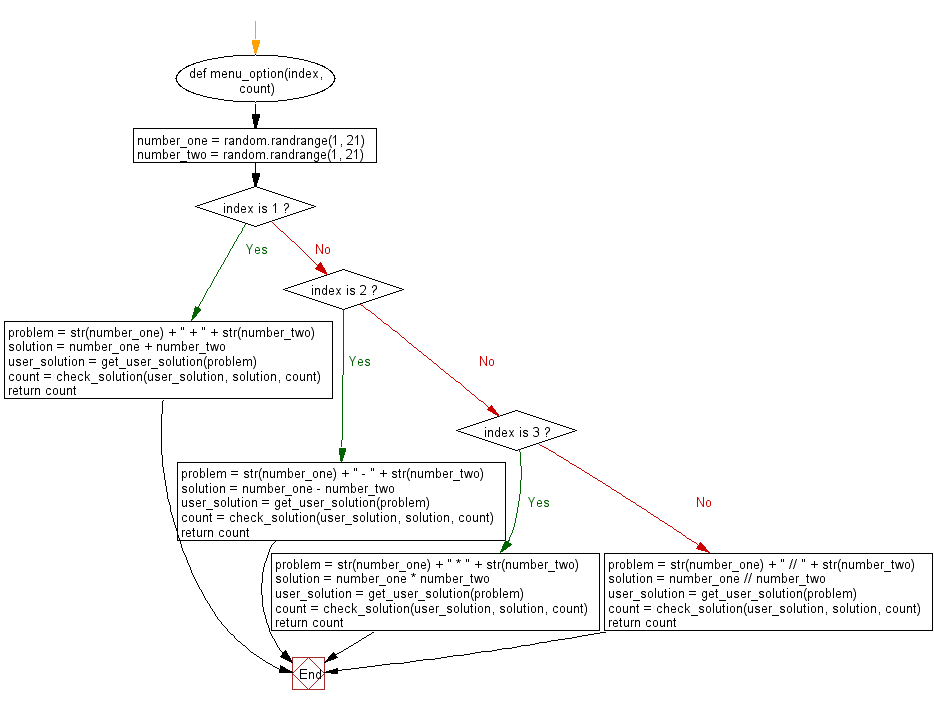 def menu_option(index,
count)
number_one = random.randrange(1, 21)
number_two = random.randrange(1, 21)
index is 1 ?
Yes
No
index is 2 ?
problem = str(number_one) + " + " + str(number_two)
solution = number_one + number_two
user_solution = get_user_solution(problem)
count = check_solution(user_solution, solution, count)
return count
Yes
No
index is 3 ?
problem = str(number_one) + " - " + str(number_two)
solution = number_one - number_two
user_solution = get_user_solution(problem)
count = check_solution(user_solution, solution, count)
return count
Yes
No
problem = str(number_one) + " * " + str(number_two)
solution = number_one * number_two
user_solution = get_user_solution(problem)
count = check_solution(user_solution, solution, count)
return count
problem = str(number_one) + " // " + str(number_two)
solution = number_one // number_two
user_solution = get_user_solution(problem)
count = check_solution(user_solution, solution, count)
return count
End